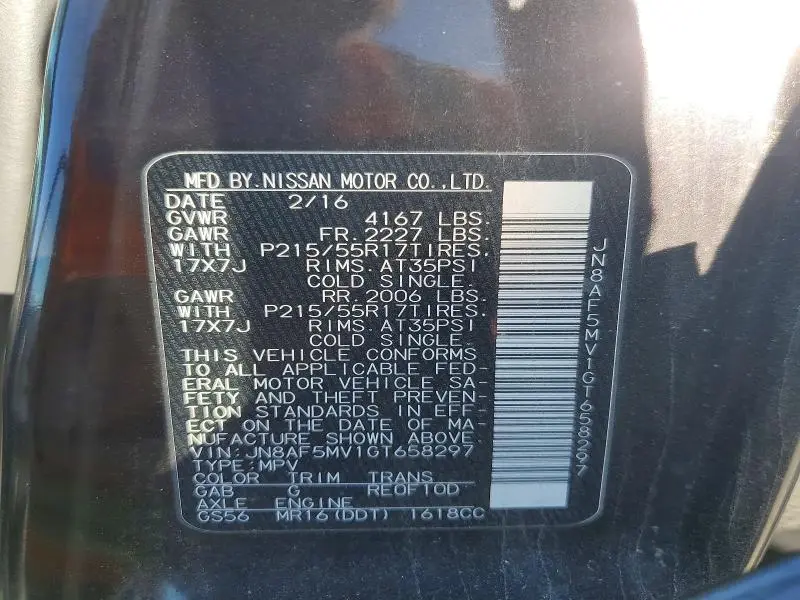 MFD BY.NISSAN MOTOR CO.,LTD.
DATE 2/16
GVWR 4167 LBS.
GAWR FR. 2227 LBS.
WITH P215/55R17TIRES,
17X7J RIMS. AT35PSI
COLD SINGLE.
GAWR RR. 2006 LBS.
WITH P215/55R17TIRES.
17X7J RIMS. AT35PSI
COLD SINGLE.
THIS VEHICLE CONFORMS
TO ALL APPLICABLE FED-
ERAL MOTOR VEHICLE SA-
FETY AND THEFT PREVEN-
TION STANDARDS IN EFF-
ECT ON THE DATE OF MA-
NUFACTURE SHOWN ABOVE.
VIN:JN8AF5MV1GT658297
TYPE:MPV
COLOR TRIM TRANS
GAB G RE0F10D
AXLE ENGINE
GS56 MR16(DDT) 1618CC
JN8AF5MV1GT658297